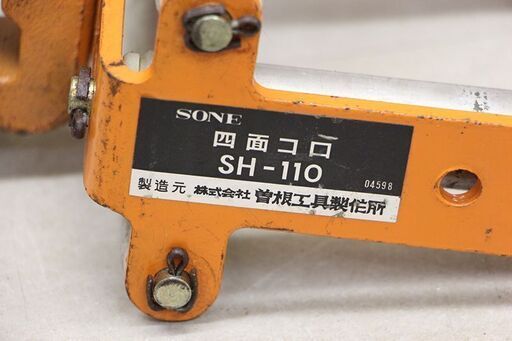 SONE
四面コロ
SH-110
04598
製造元 株式会社 曽根工具製作所